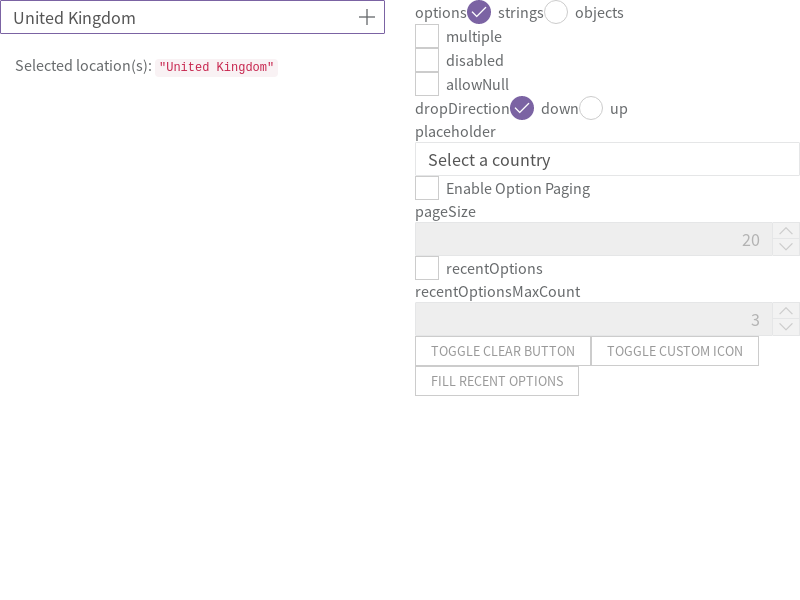 United Kingdom
Selected location(s): "United Kingdom"
options strings objects
multiple
disabled
allowNull
dropDirection down up
placeholder
Select a country
Enable Option Paging
pageSize
20
recentOptions
recentOptionsMaxCount
3
TOGGLE CLEAR BUTTON TOGGLE CUSTOM ICON
FILL RECENT OPTIONS